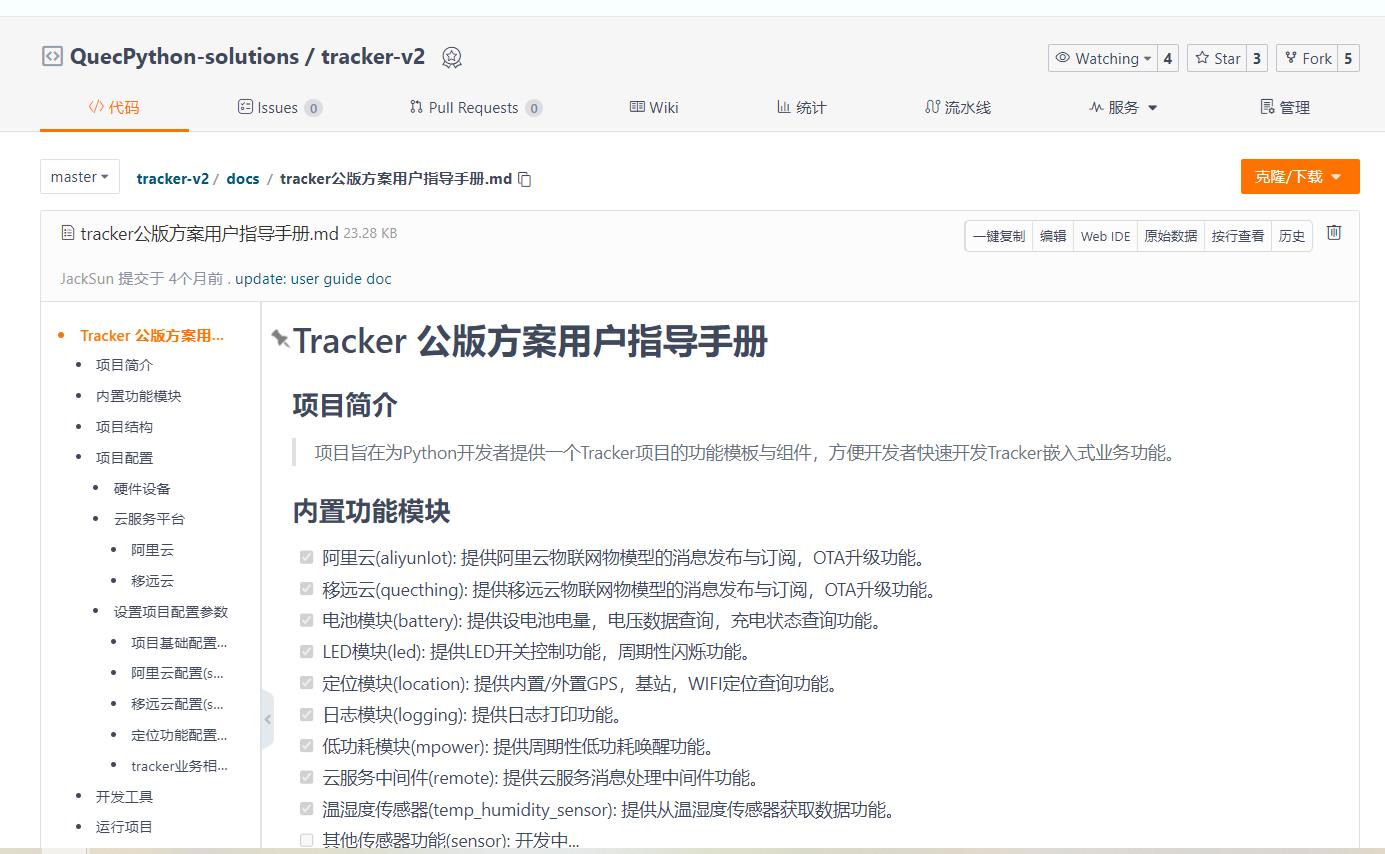 QuecPython-solutions / tracker-v2
Watching 4 Star 3 Fork 5
代码 Issues 0 Pull Requests 0 Wiki 统计 流水线 服务 管理
master tracker-v2 / docs / tracker公版方案用户指导手册.md 克隆/下载
tracker公版方案用户指导手册.md 23.28 KB 一键复制 编辑 Web IDE 原始数据 按行查看 历史
JackSun 提交于 4个月前 . update: user guide doc
Tracker 公版方案用...
项目简介
内置功能模块
项目结构
项目配置
硬件设备
云服务平台
阿里云
移远云
设置项目配置参数
项目基础配置...
阿里云配置(s...
移远云配置(s...
定位功能配置...
tracker业务相...
开发工具
运行项目
Tracker 公版方案用户指导手册
项目简介
项目旨在为Python开发者提供一个Tracker项目的功能模板与组件，方便开发者快速开发Tracker嵌入式业务功能。
内置功能模块
阿里云(aliyunIot): 提供阿里云物联网物模型的消息发布与订阅，OTA升级功能。
移远云(quecthing): 提供移远云物联网物模型的消息发布与订阅，OTA升级功能。
电池模块(battery): 提供设电池电量，电压数据查询，充电状态查询功能。
LED模块(led): 提供LED开关控制功能，周期性闪烁功能。
定位模块(location): 提供内置/外置GPS，基站，WIFI定位查询功能。
日志模块(logging): 提供日志打印功能。
低功耗模块(mpower): 提供周期性低功耗唤醒功能。
云服务中间件(remote): 提供云服务消息处理中间件功能。
温湿度传感器(temp_humidity_sensor): 提供从温湿度传感器获取数据功能。
其他传感器功能(sensor): 开发中...